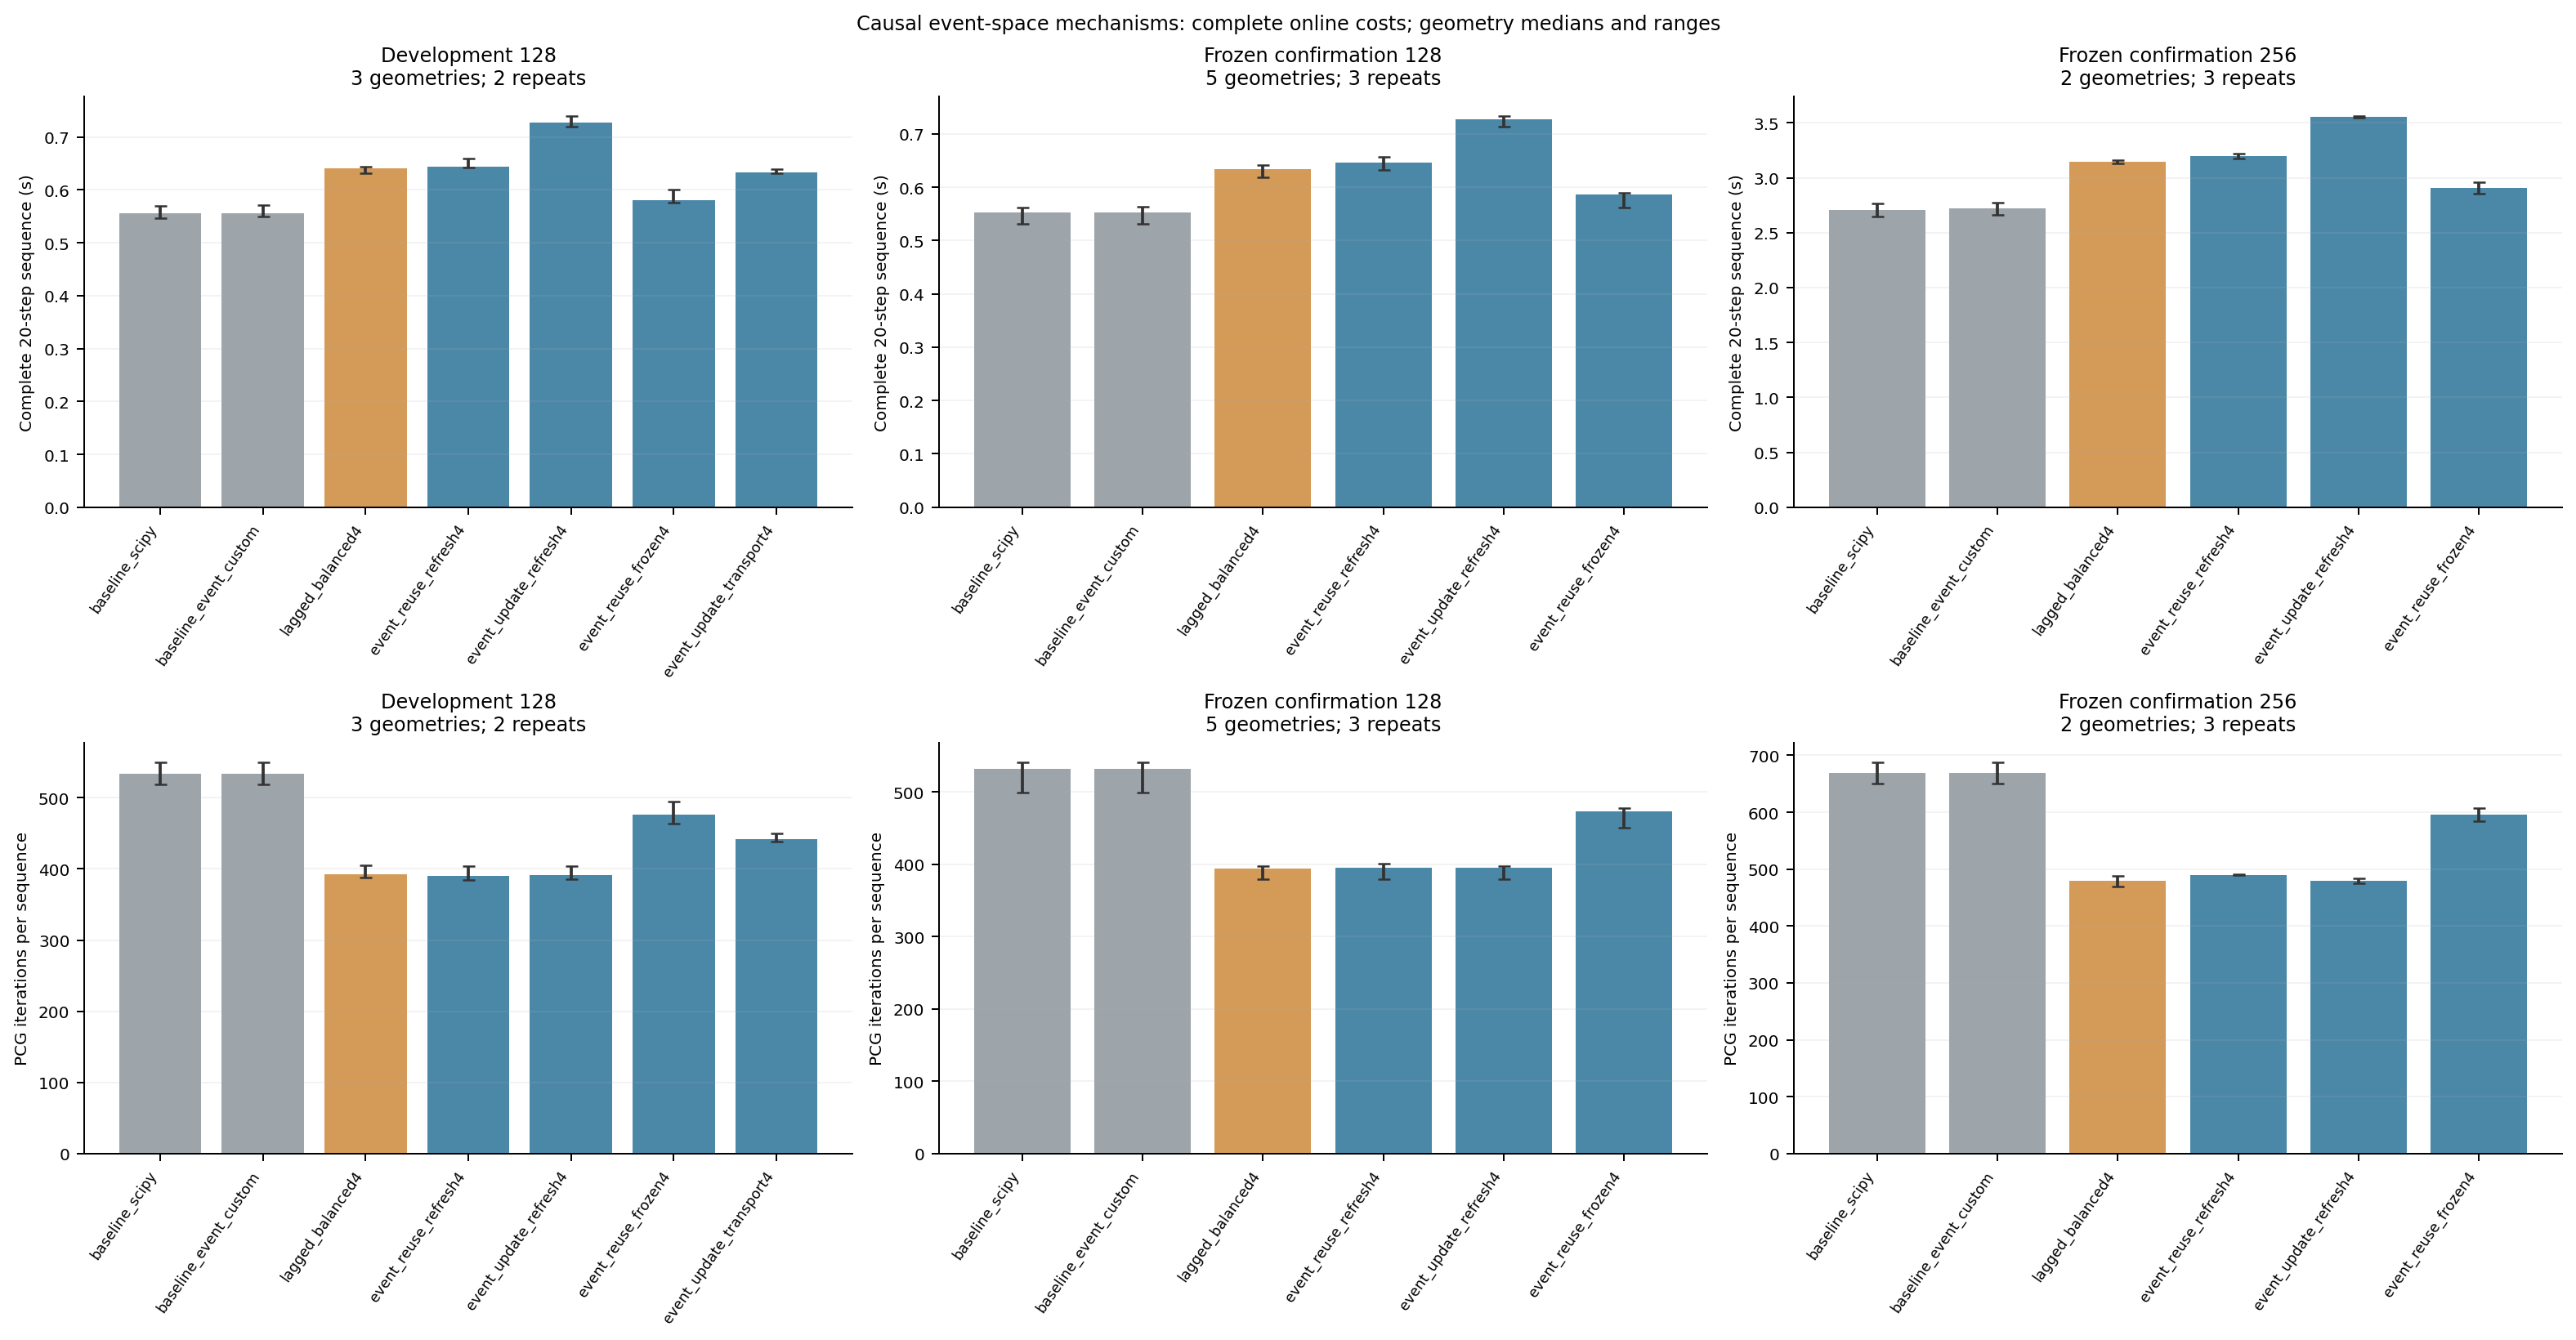 Causal event-space mechanisms: complete online costs; geometry medians and ranges
Development 128
3 geometries; 2 repeats
Complete 20-step sequence (s)
0.7
0.6
0.5
0.4
0.3
0.2
0.1
0.0
baseline_scipy
baseline_event_custom
lagged_balanced4
event_reuse_refresh4
event_update_refresh4
event_reuse_frozen4
event_update_transport4
Frozen confirmation 128
5 geometries; 3 repeats
Complete 20-step sequence (s)
0.7
0.6
0.5
0.4
0.3
0.2
0.1
0.0
baseline_scipy
baseline_event_custom
lagged_balanced4
event_reuse_refresh4
event_update_refresh4
event_reuse_frozen4
Frozen confirmation 256
2 geometries; 3 repeats
Complete 20-step sequence (s)
3.5
3.0
2.5
2.0
1.5
1.0
0.5
0.0
baseline_scipy
baseline_event_custom
lagged_balanced4
event_reuse_refresh4
event_update_refresh4
event_reuse_frozen4
Development 128
3 geometries; 2 repeats
PCG iterations per sequence
500
400
300
200
100
0
baseline_scipy
baseline_event_custom
lagged_balanced4
event_reuse_refresh4
event_update_refresh4
event_reuse_frozen4
event_update_transport4
Frozen confirmation 128
5 geometries; 3 repeats
PCG iterations per sequence
500
400
300
200
100
0
baseline_scipy
baseline_event_custom
lagged_balanced4
event_reuse_refresh4
event_update_refresh4
event_reuse_frozen4
Frozen confirmation 256
2 geometries; 3 repeats
PCG iterations per sequence
700
600
500
400
300
200
100
0
baseline_scipy
baseline_event_custom
lagged_balanced4
event_reuse_refresh4
event_update_refresh4
event_reuse_frozen4